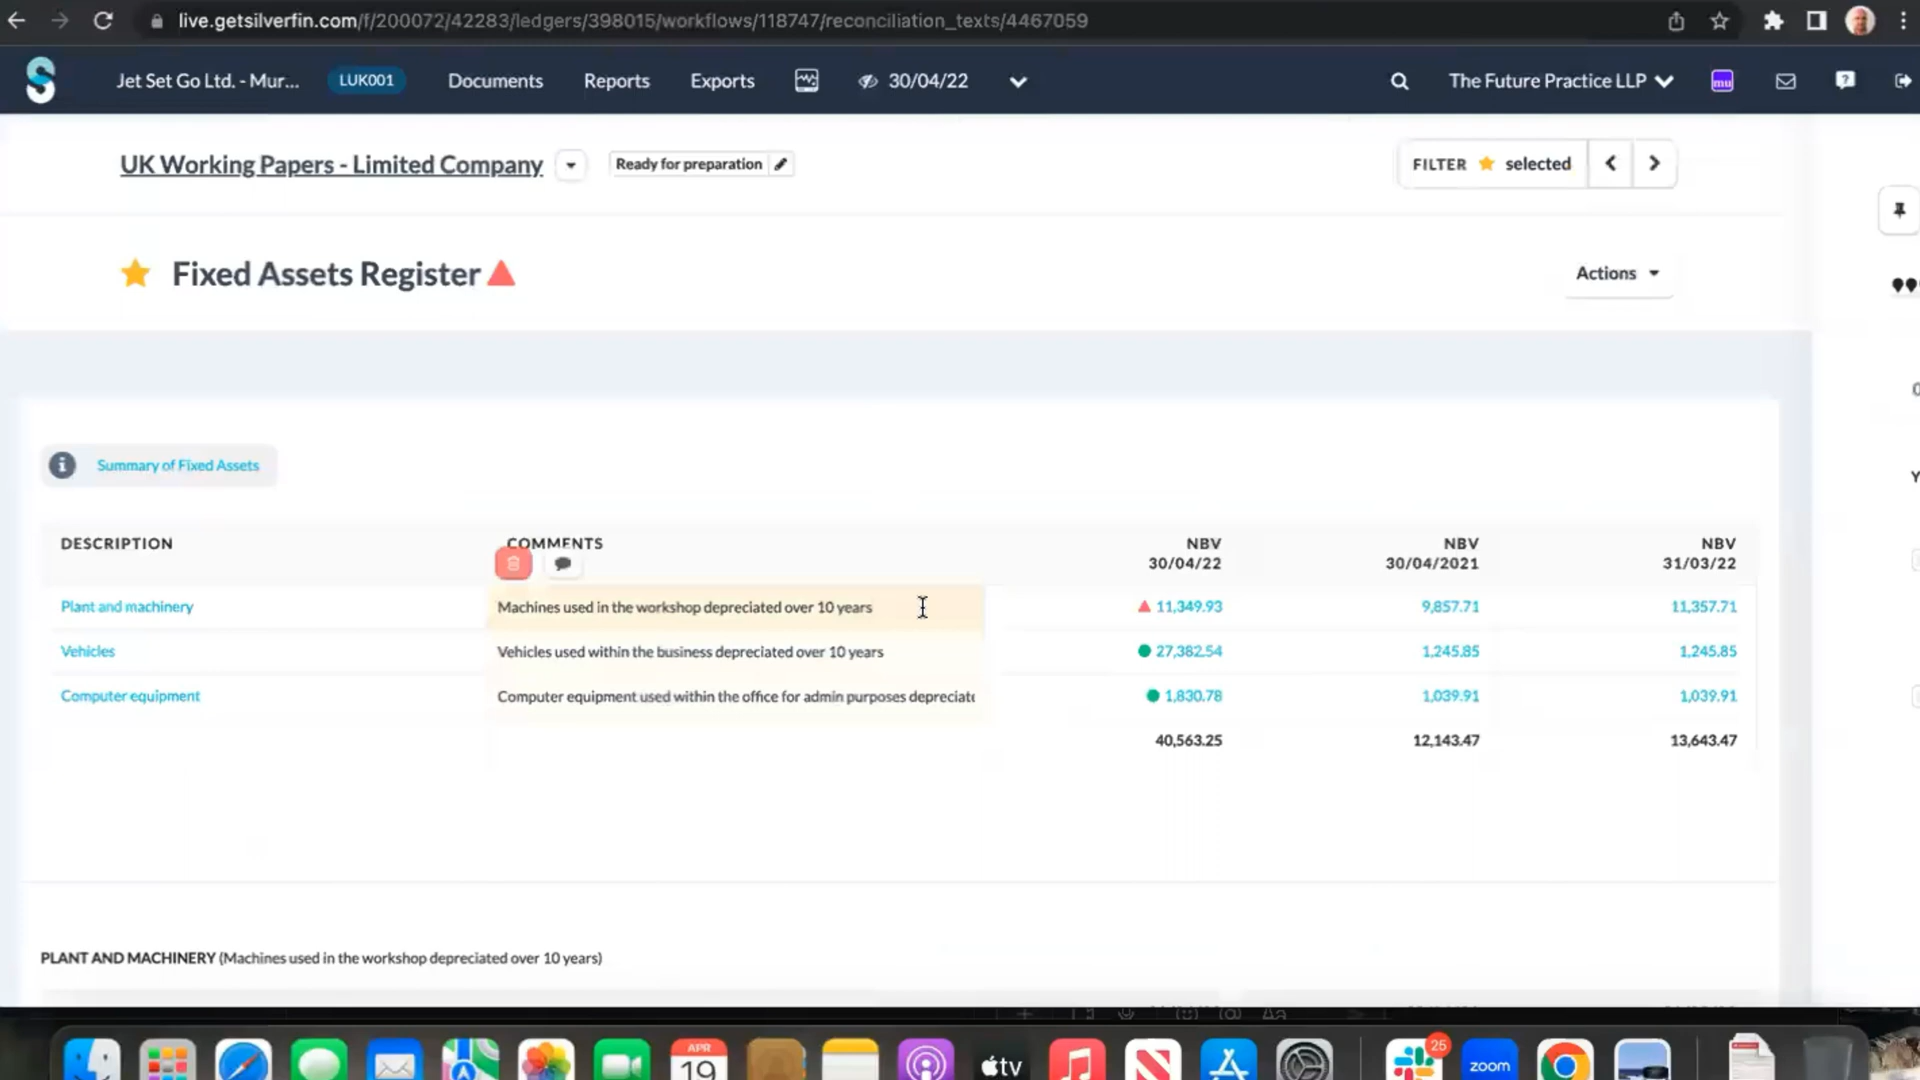 live.getsilverfin.com/f/200072/42283/ledgers/398015/workflows/118747/reconciliation_texts/4467059
Jet Set Go Ltd. - Mur... LUK001 Documents Reports Exports 30/04/22 The Future Practice LLP mu
UK Working Papers - Limited Company Ready for preparation FILTER selected
Fixed Assets Register Actions
Summary of Fixed Assets
DESCRIPTION COMMENTS NBV 30/04/22 NBV 30/04/2021 NBV 31/03/22
Plant and machinery Machines used in the workshop depreciated over 10 years 11,349.93 9,857.71 11,357.71
Vehicles Vehicles used within the business depreciated over 10 years 27,382.54 1,245.85 1,245.85
Computer equipment Computer equipment used within the office for admin purposes depreciate 1,830.78 1,039.91 1,039.91
40,563.25 12,143.47 13,643.47
PLANT AND MACHINERY (Machines used in the workshop depreciated over 10 years)
APR
19
tv
25
zoom